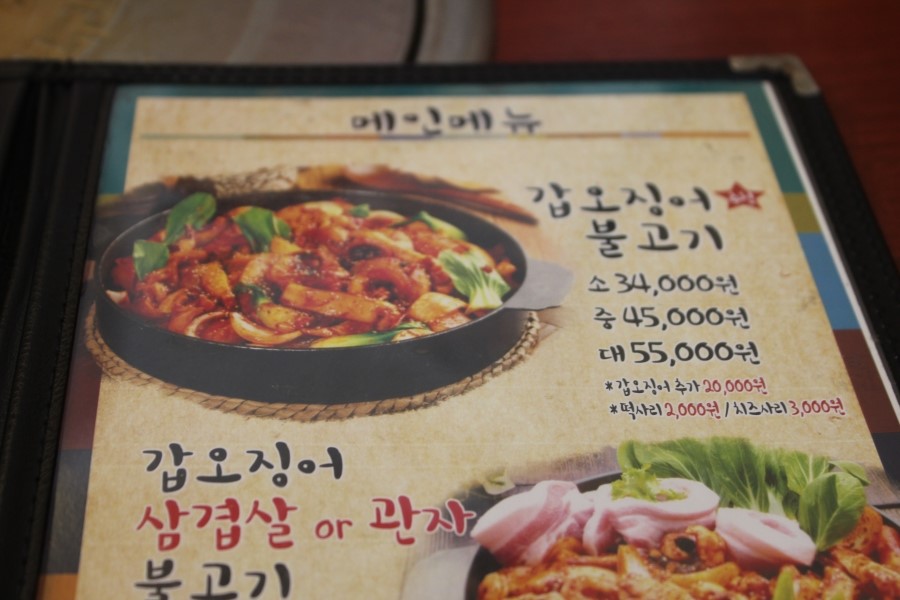 메인메뉴
갑오징어
불고기
소 34,000원
중 45,000원
대 55,000원
*갑오징어 추가 20,000원
*떡사리 2,000원 / 치즈사리 3,000원
갑오징어
삼겹살 or 관자
불고기